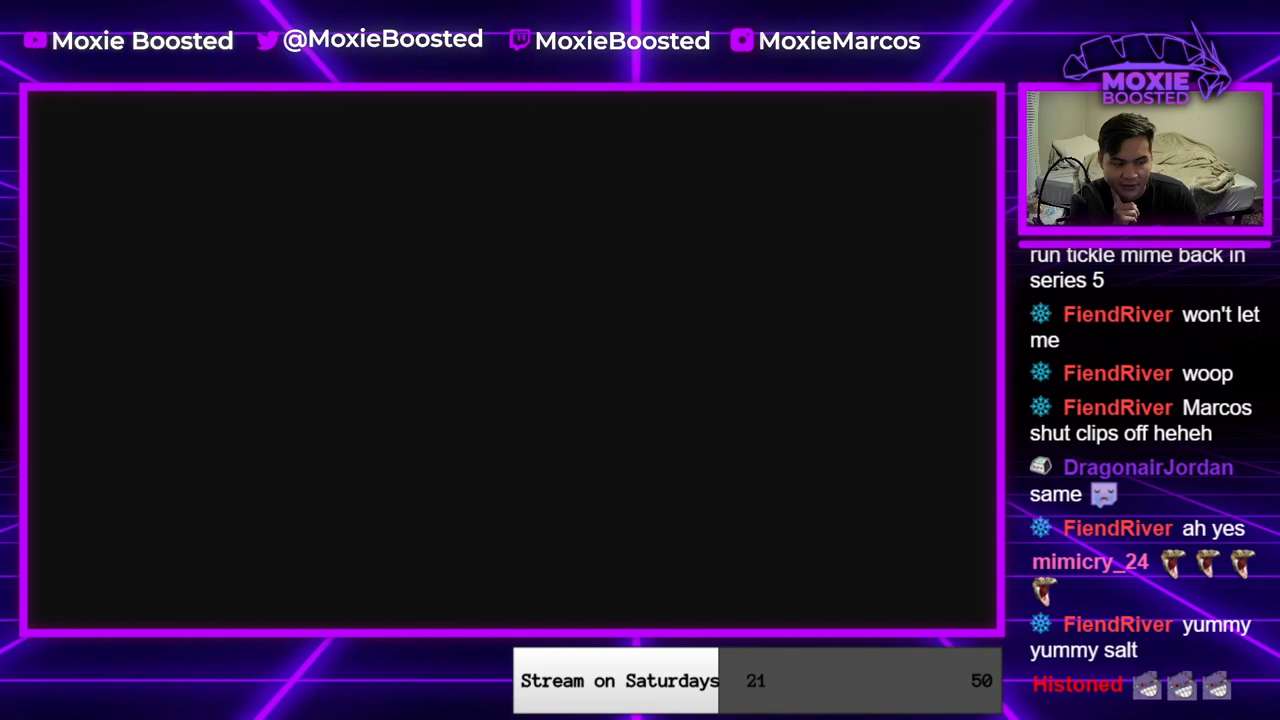 Moxie Boosted @MoxieBoosted MoxieBoosted MoxieMarcos
MOXIE
BOOSTED
run tickle mime back in
series 5
FiendRiver won't let
me
FiendRiver woop
FiendRiver Marcos
shut clips off heheh
DragonairJordan
same
FiendRiver ah yes
mimicry_24
FiendRiver yummy
yummy salt
Histoned
Stream on Saturdays 21 50